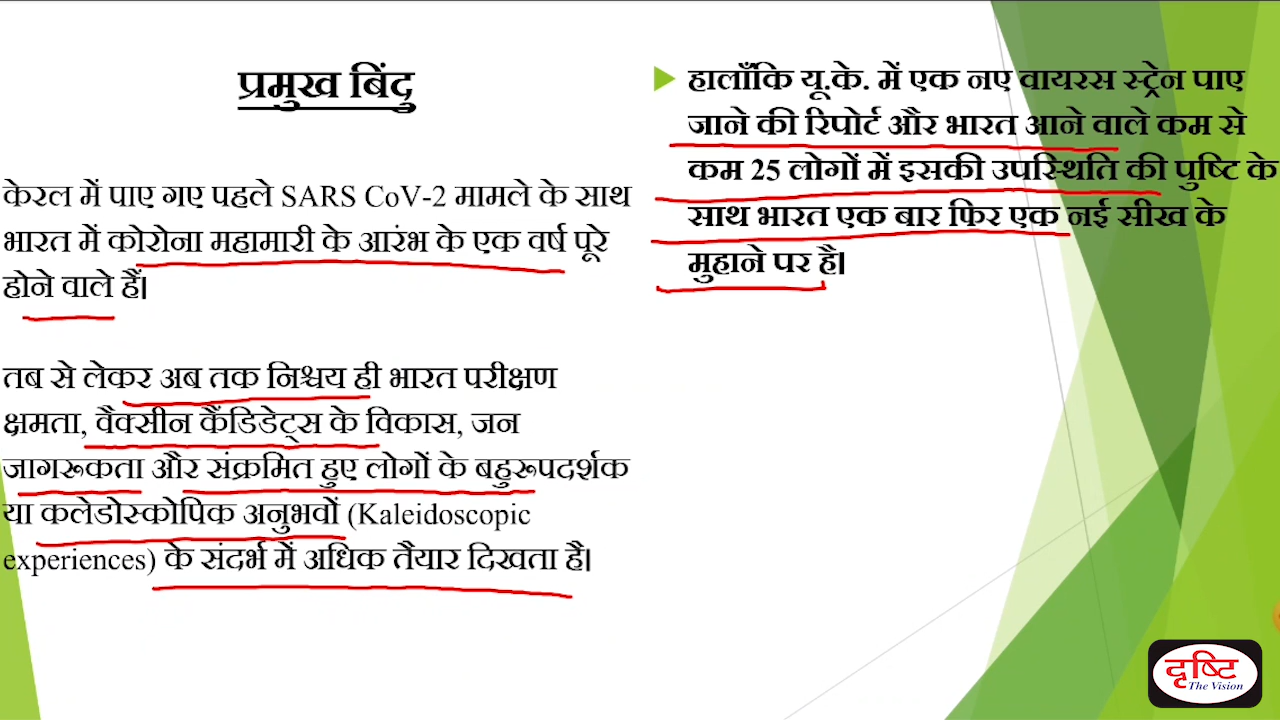 प्रमुख बिंदु
केरल में पाए गए पहले SARS CoV-2 मामले के साथ
भारत में कोरोना महामारी के आरंभ के एक वर्ष पूरे
होने वाले हैं।
तब से लेकर अब तक निश्चय ही भारत परीक्षण
क्षमता, वैक्सीन कैंडिडेट्स के विकास, जन
जागरूकता और संक्रमित हुए लोगों के बहुरूपदर्शक
या कलेडोस्कोपिक अनुभवों (Kaleidoscopic
experiences) के संदर्भ में अधिक तैयार दिखता है।
हालाँकि यू.के. में एक नए वायरस स्ट्रेन पाए
जाने की रिपोर्ट और भारत आने वाले कम से
कम 25 लोगों में इसकी उपस्थिति की पुष्टि के
साथ भारत एक बार फिर एक नई सीख के
मुहाने पर है।
दृष्टि
The Vision